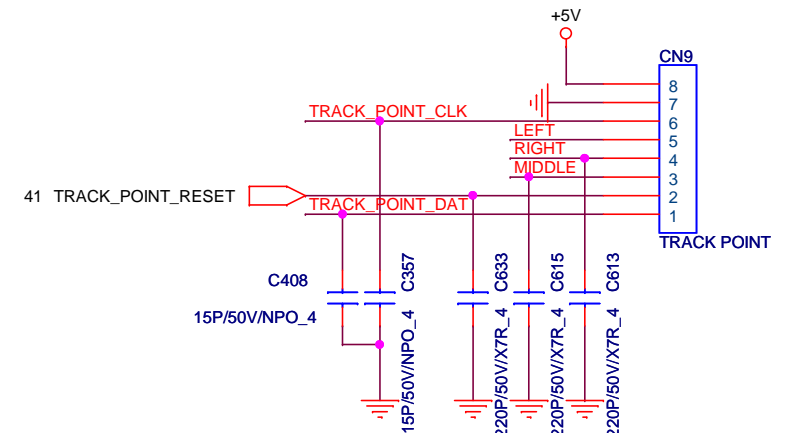 +5V
CN9
8
7
TRACK_POINT_CLK
6
LEFT
5
RIGHT
4
MIDDLE
3
41 TRACK_POINT_RESET
2
TRACK_POINT_DAT
1
TRACK POINT
C408
15P/50V/NPO_4
C357
15P/50V/NPO_4
C633
220P/50V/X7R_4
C615
220P/50V/X7R_4
C613
220P/50V/X7R_4